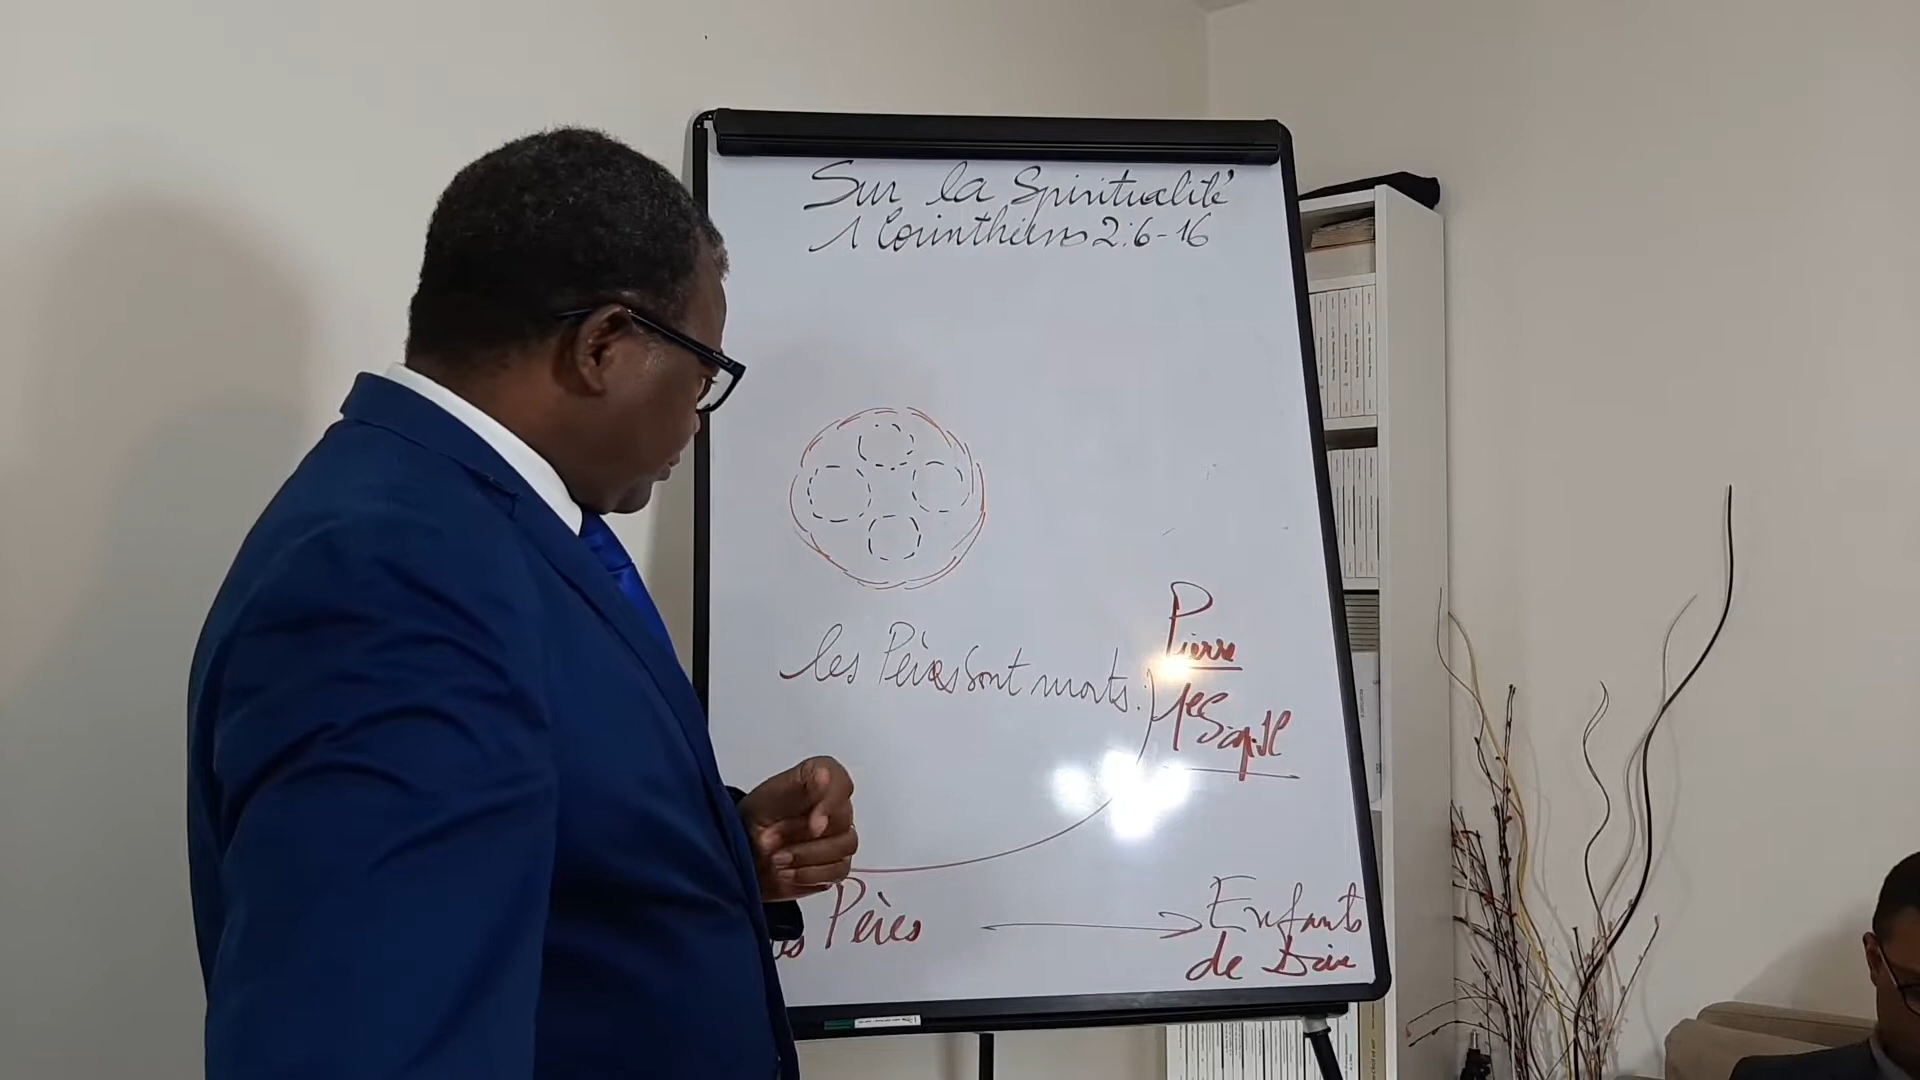 Sur la Spiritualité
1 Corinthiens 2:6-16
les Pères sont morts:
Pierre
Pères
Enfants
de Dieu